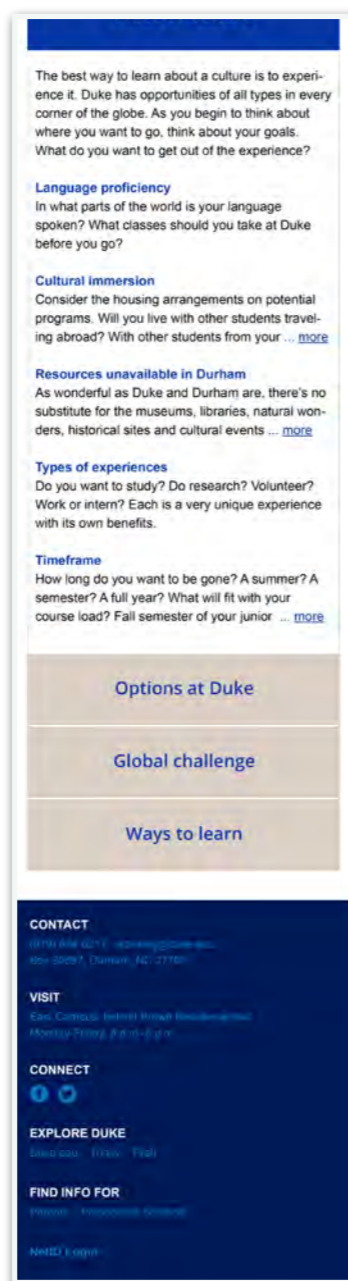 The best way to learn about a culture is to experi-
ence it. Duke has opportunities of all types in every
corner of the globe. As you begin to think about
where you want to go, think about your goals.
What do you want to get out of the experience?
Language proficiency
In what parts of the world is your language
spoken? What classes should you take at Duke
before you go?
Cultural immersion
Consider the housing arrangements on potential
programs. Will you live with other students travel-
ing abroad? With other students from your ... more
Resources unavailable in Durham
As wonderful as Duke and Durham are, there's no
substitute for the museums, libraries, natural won-
ders, historical sites and cultural events ... more
Types of experiences
Do you want to study? Do research? Volunteer?
Work or intern? Each is a very unique experience
with its own benefits.
Timeframe
How long do you want to be gone? A summer? A
semester? A full year? What will fit with your
course load? Fall semester of your junior ... more
Options at Duke
Global challenge
Ways to learn
CONTACT
Durham, NC
VISIT
East Campus,
Monday-Friday,
CONNECT
EXPLORE DUKE
FIND INFO FOR
NetID Login